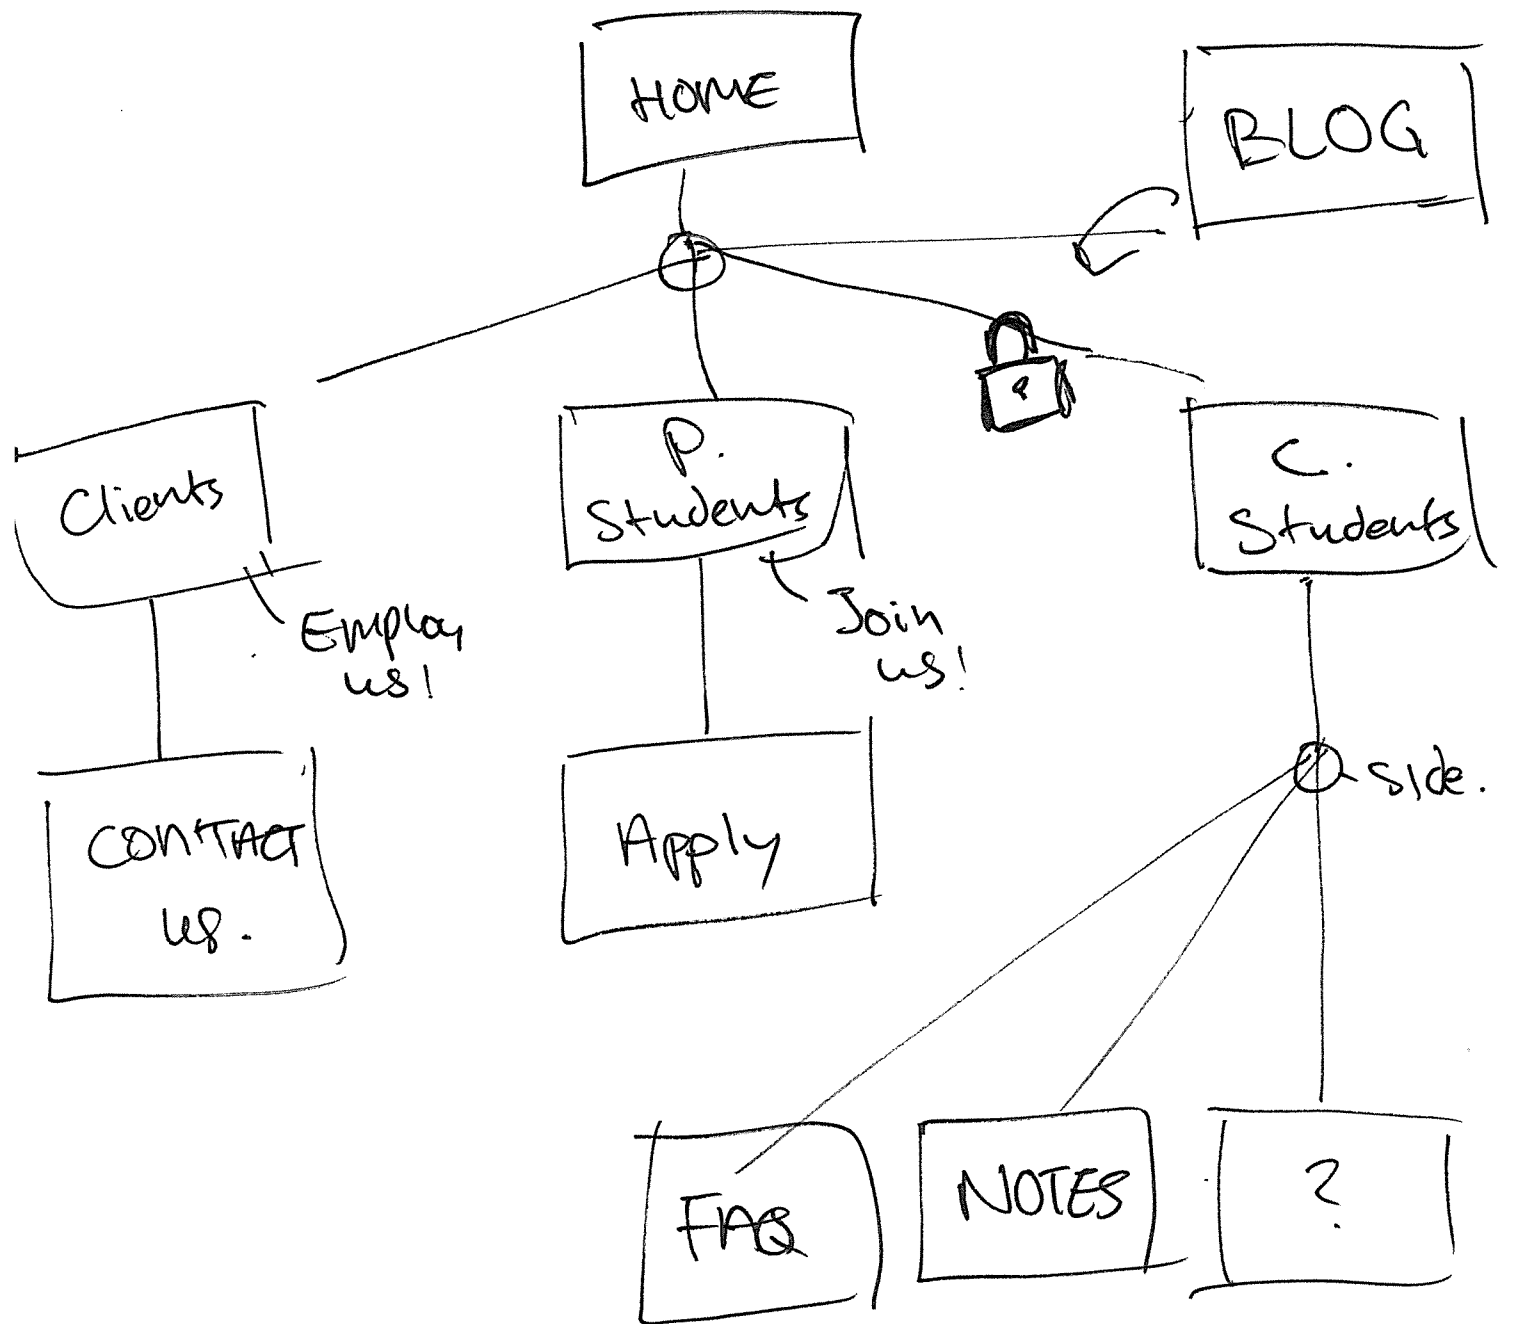 HOME
BLOG
Clients
P.
Students
C.
Students
Employ
us!
Join
us!
CONTACT
us.
Apply
side.
FAQ
NOTES
?